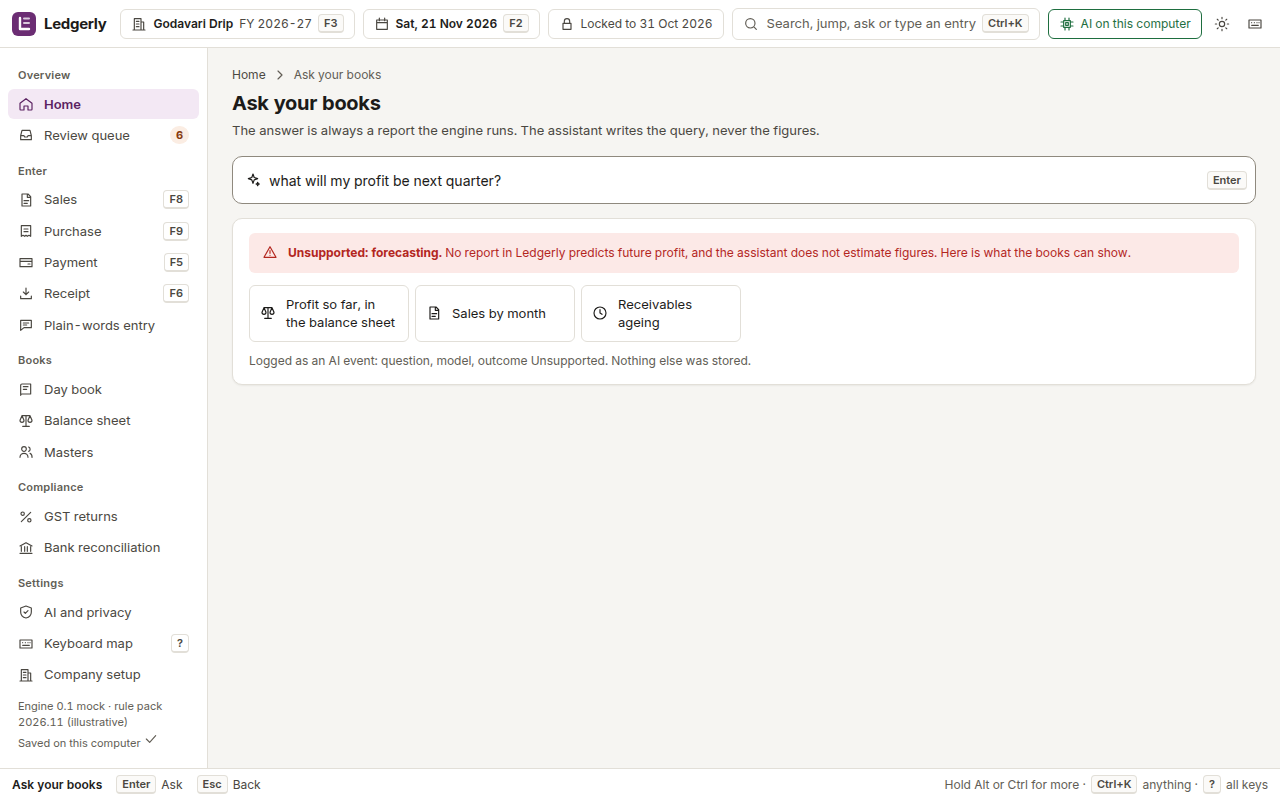 Ledgerly
Godavari Drip FY 2026-27 F3
Sat, 21 Nov 2026 F2
Locked to 31 Oct 2026
Search, jump, ask or type an entry Ctrl+K
AI on this computer
Overview
Home
Review queue 6
Enter
Sales F8
Purchase F9
Payment F5
Receipt F6
Plain-words entry
Books
Day book
Balance sheet
Masters
Compliance
GST returns
Bank reconciliation
Settings
AI and privacy
Keyboard map ?
Company setup
Engine 0.1 mock · rule pack
2026.11 (illustrative)
Saved on this computer
Home > Ask your books
Ask your books
The answer is always a report the engine runs. The assistant writes the query, never the figures.
what will my profit be next quarter? Enter
Unsupported: forecasting. No report in Ledgerly predicts future profit, and the assistant does not estimate figures. Here is what the books can show.
Profit so far, in
the balance sheet
Sales by month
Receivables
ageing
Logged as an AI event: question, model, outcome Unsupported. Nothing else was stored.
Ask your books Enter Ask Esc Back
Hold Alt or Ctrl for more · Ctrl+K anything · ? all keys